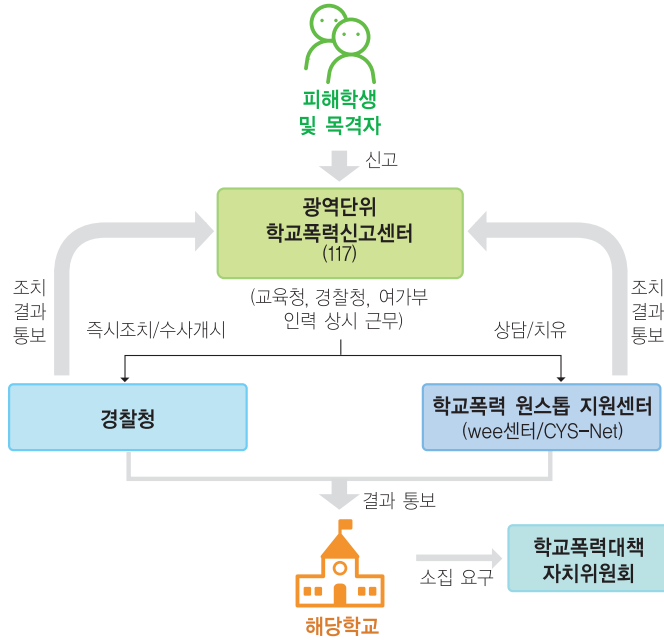 피해학생
및 목격자
신고
광역단위
학교폭력신고센터
(117)
(교육청, 경찰청, 여가부
인력 상시 근무)
조치
결과
통보
즉시조치/수사개시
상담/치유
조치
결과
통보
경찰청
학교폭력 원스톱 지원센터
(wee센터/CYS-Net)
결과 통보
해당학교
소집 요구
학교폭력대책
자치위원회